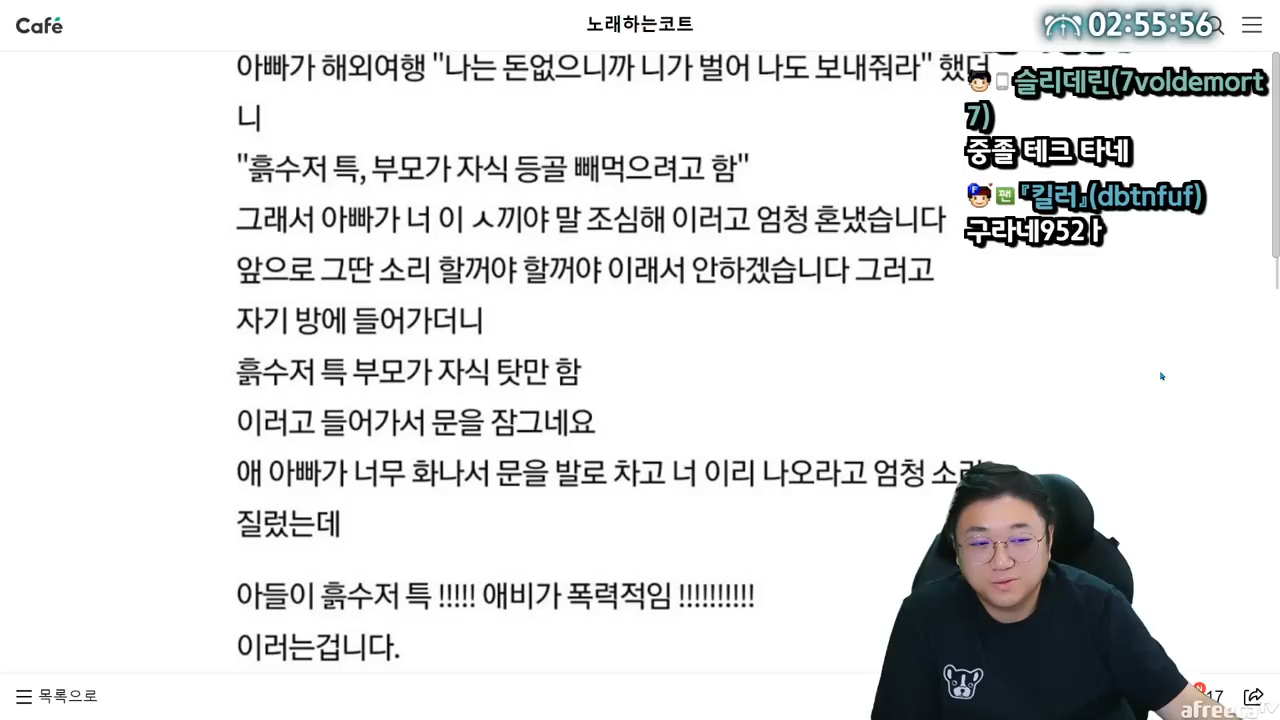 Café
노래하는코트
02:55:56
아빠가 해외여행 "나는 돈없으니까 니가 벌어 나도 보내줘라" 했더
니
"흙수저 특, 부모가 자식 등골 빼먹으려고 함"
그래서 아빠가 너 이 ㅅ끼야 말 조심해 이러고 엄청 혼냈습니다
앞으로 그딴 소리 할꺼야 할꺼야 이래서 안하겠습니다 그러고
자기 방에 들어가더니
흙수저 특 부모가 자식 탓만 함
이러고 들어가서 문을 잠그네요
애 아빠가 너무 화나서 문을 발로 차고 너 이리 나오라고 엄청 소리
질렀는데
아들이 흙수저 특 !!!!! 애비가 폭력적임 !!!!!!!!!!
이러는겁니다.
슬리데린(7voldemort
7)
중졸 테크 타네
팬 『킬러』(dbtnfuf)
구라네952ㅏ
목록으로
N
17
afreecaTV